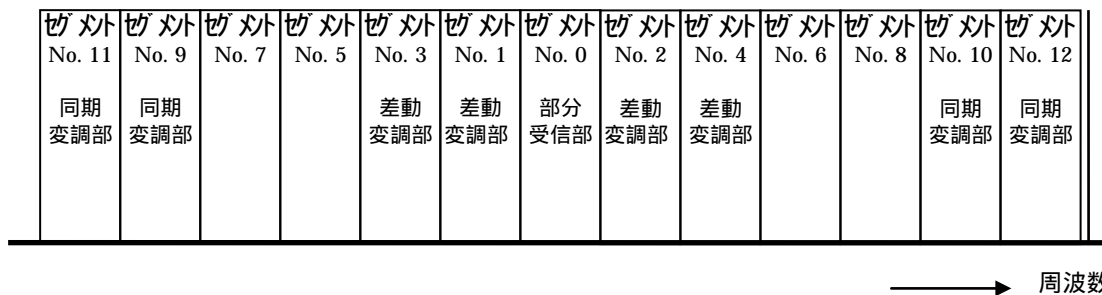 セグメント セグメント セグメント セグメント セグメント セグメント セグメント セグメント セグメント セグメント セグメント セグメント セグメント
No. 11 No. 9 No. 7 No. 5 No. 3 No. 1 No. 0 No. 2 No. 4 No. 6 No. 8 No. 10 No. 12
同期 同期 差動 差動 部分 差動 差動 同期 同期
変調部 変調部 変調部 変調部 受信部 変調部 変調部 変調部 変調部
周波数